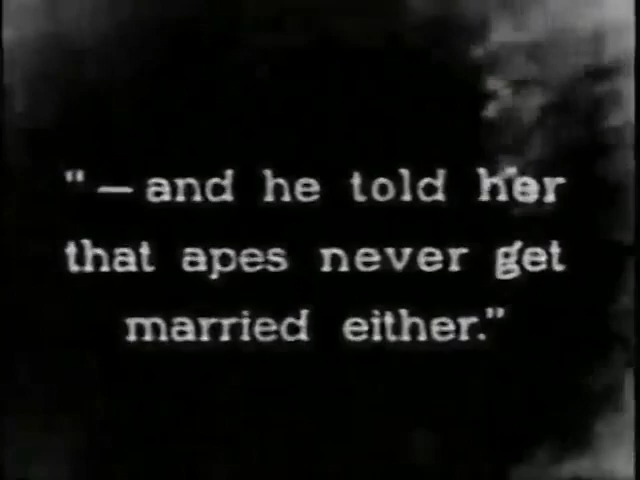 "—and he told her
that apes never get
married either."